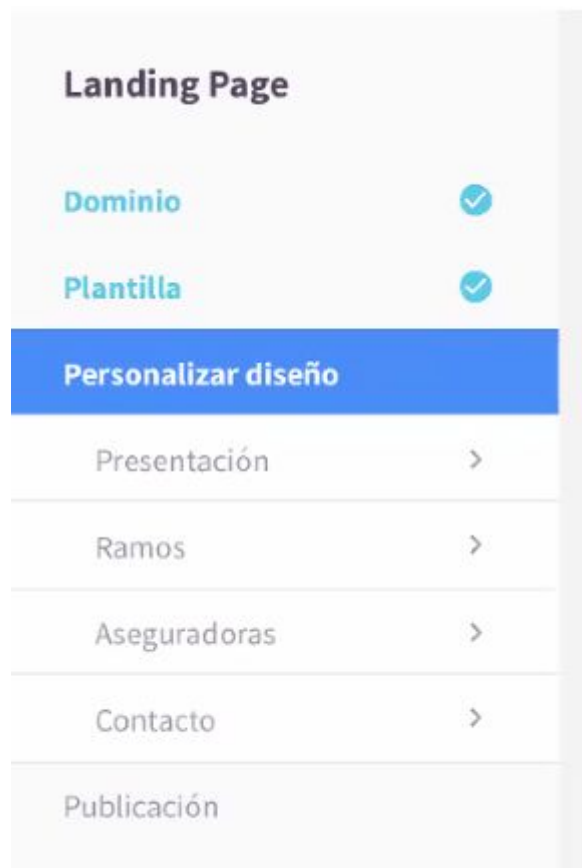 Landing Page
Dominio
Plantilla
Personalizar diseño
Presentación
Ramos
Aseguradoras
Contacto
Publicación